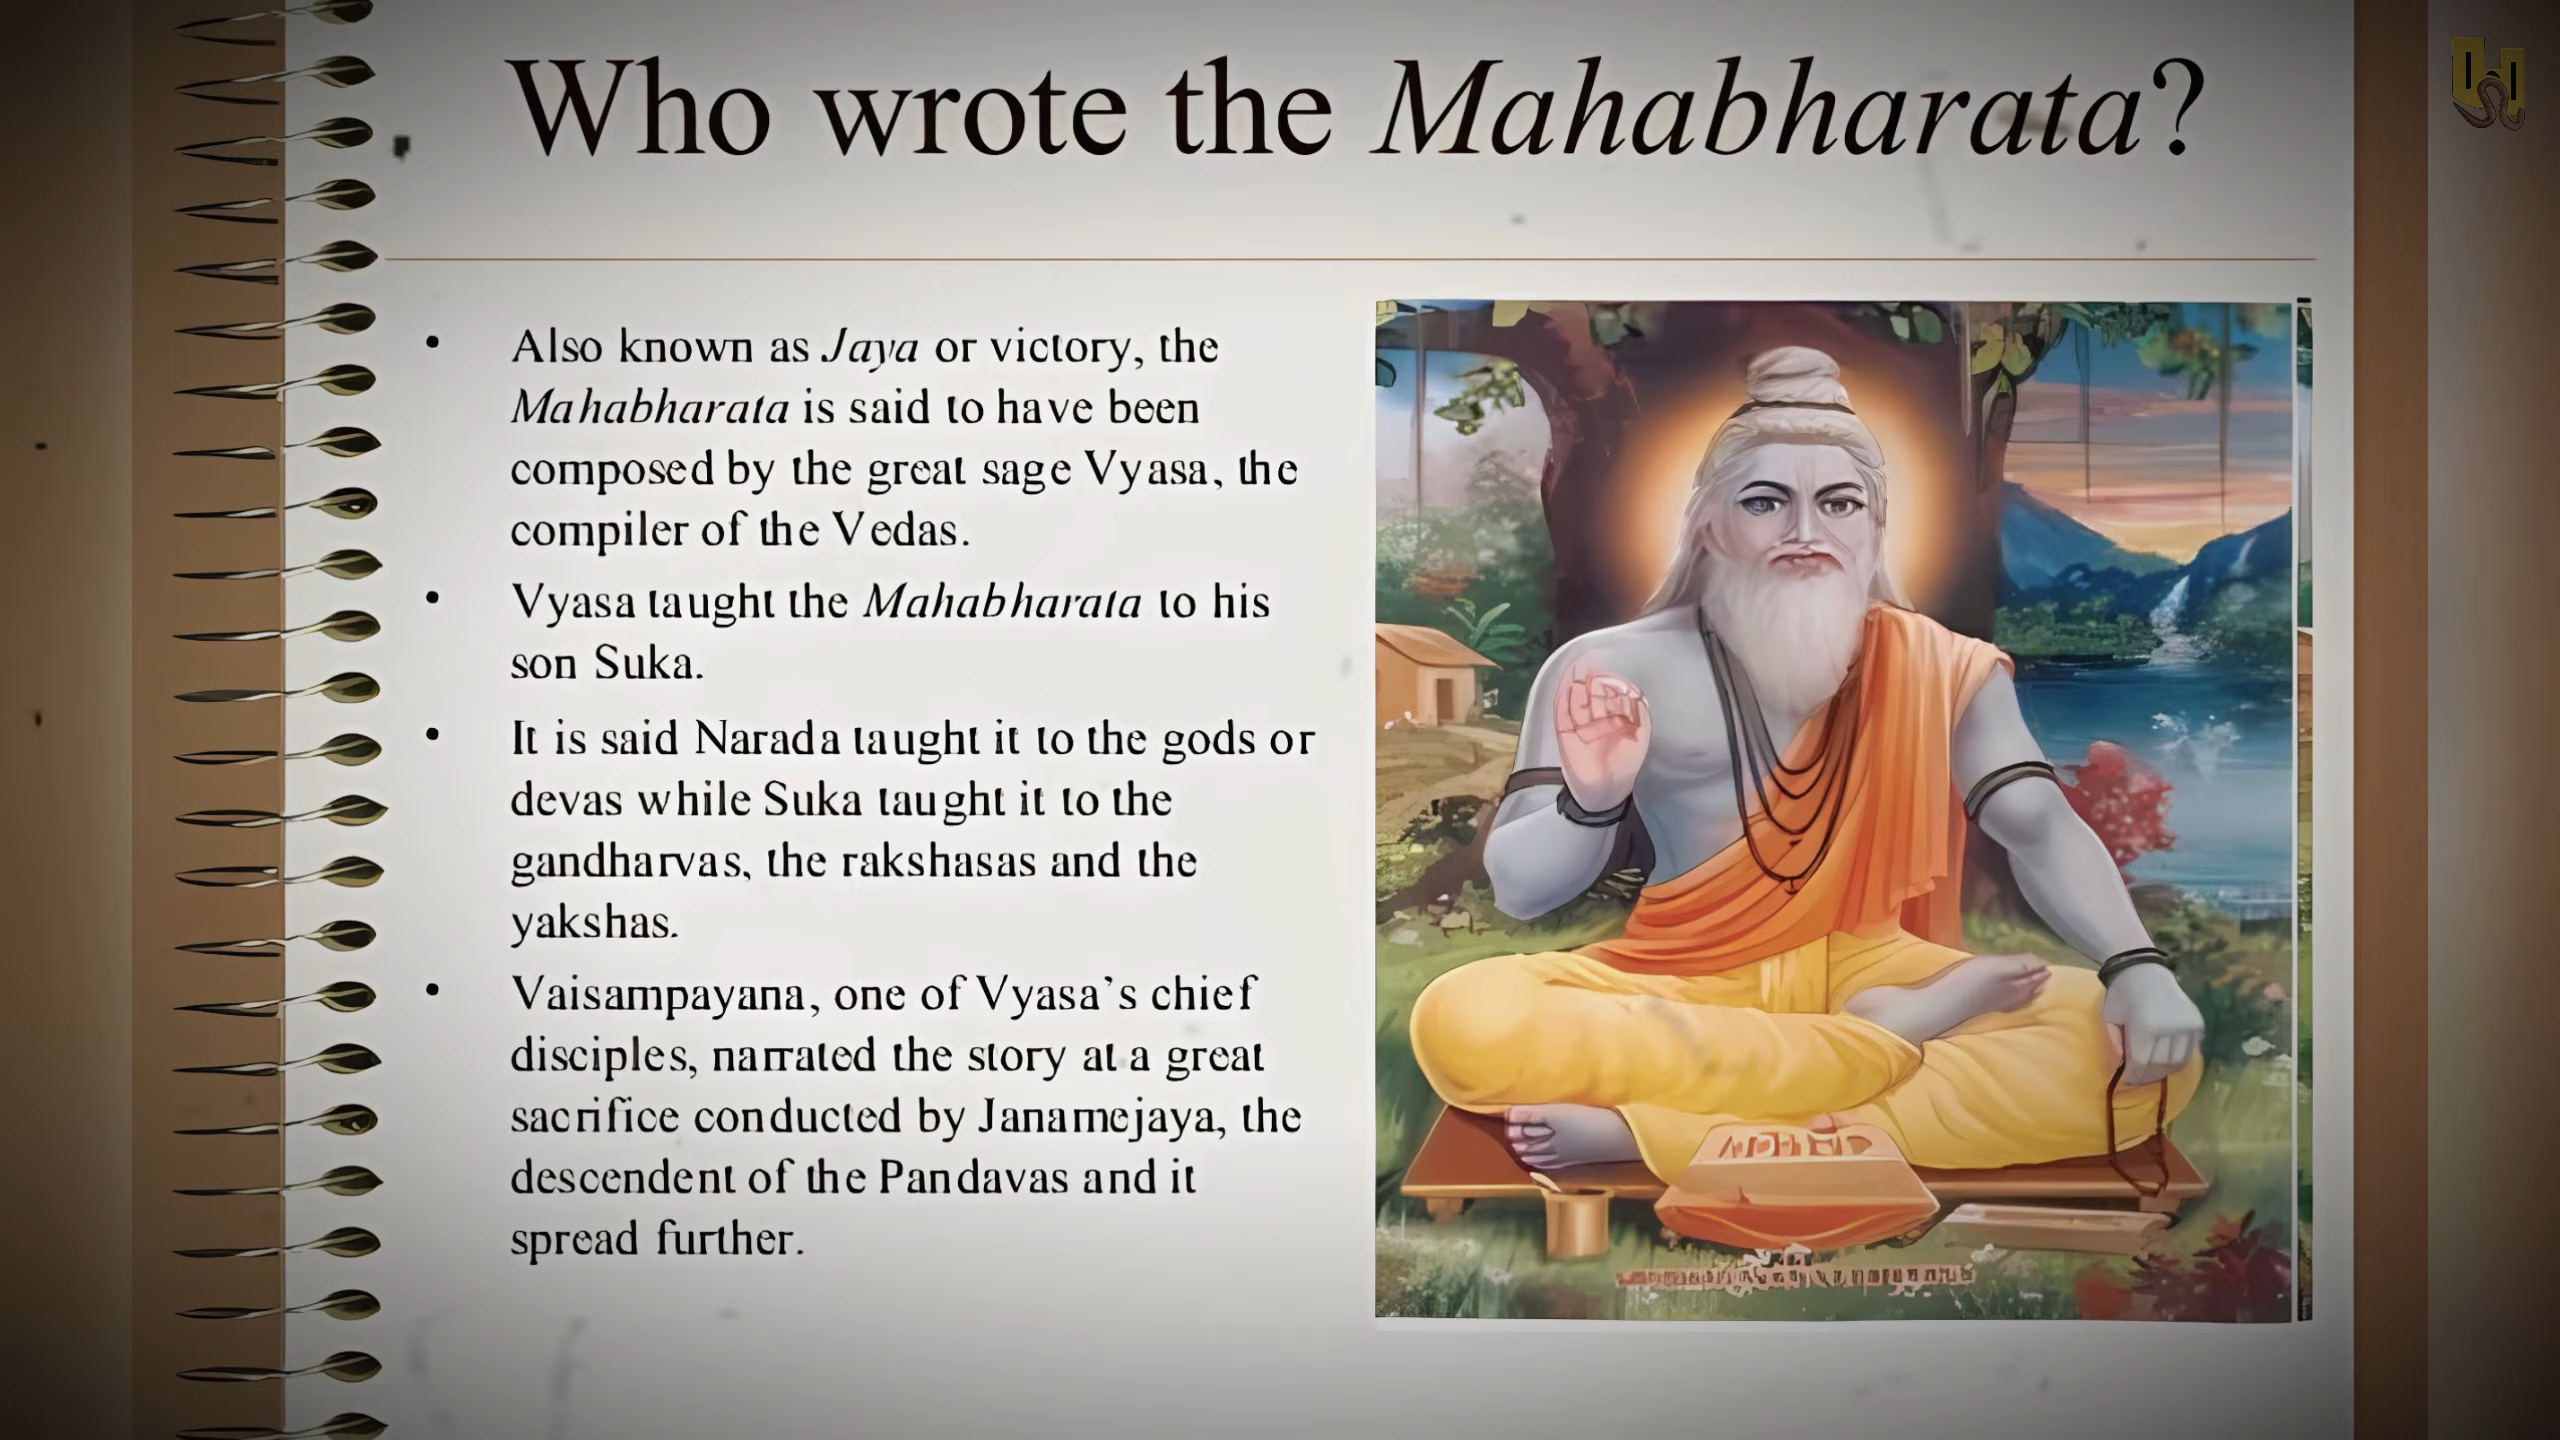 Who wrote the Mahabharata?
• Also known as Jaya or victory, the
Mahabharata is said to have been
composed by the great sage Vyasa, the
compiler of the Vedas.
• Vyasa taught the Mahabharata to his
son Suka.
• It is said Narada taught it to the gods or
devas while Suka taught it to the
gandharvas, the rakshasas and the
yakshas.
• Vaisampayana, one of Vyasa's chief
disciples, narrated the story at a great
sacrifice conducted by Janamejaya, the
descendent of the Pandavas and it
spread further.